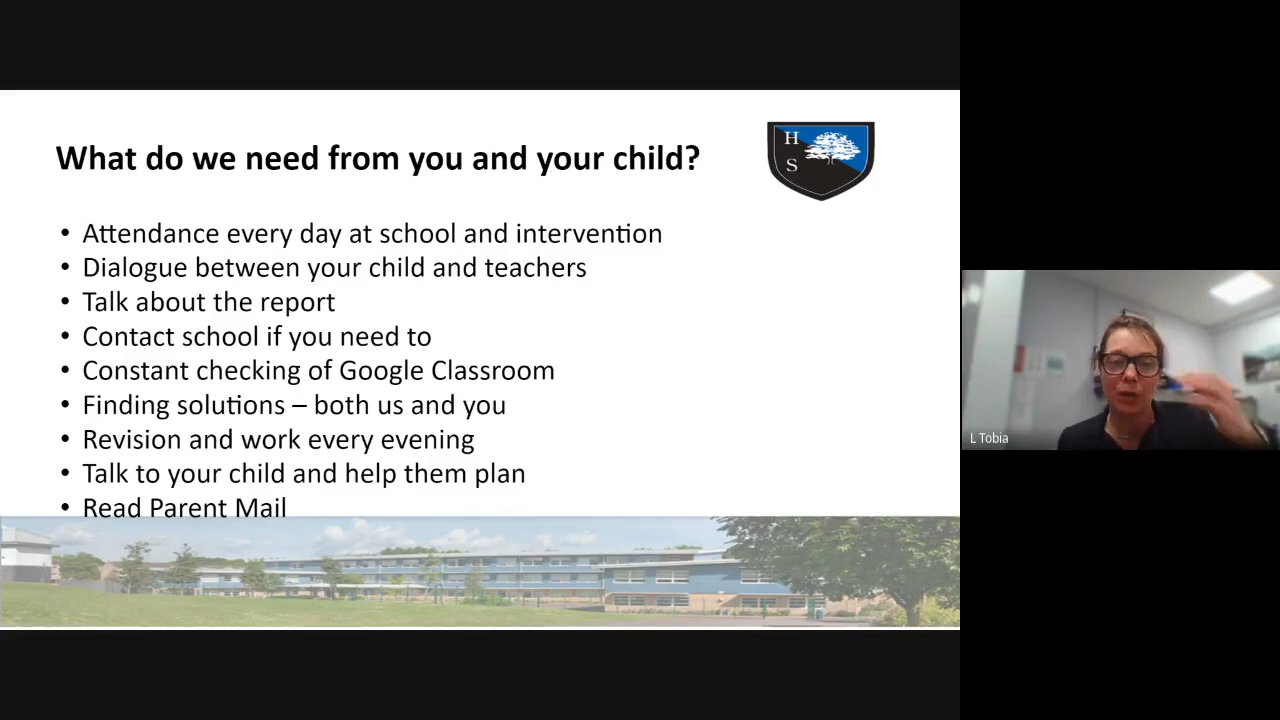 What do we need from you and your child?
H
S
• Attendance every day at school and intervention
• Dialogue between your child and teachers
• Talk about the report
• Contact school if you need to
• Constant checking of Google Classroom
• Finding solutions – both us and you
• Revision and work every evening
• Talk to your child and help them plan
• Read Parent Mail
L Tobia